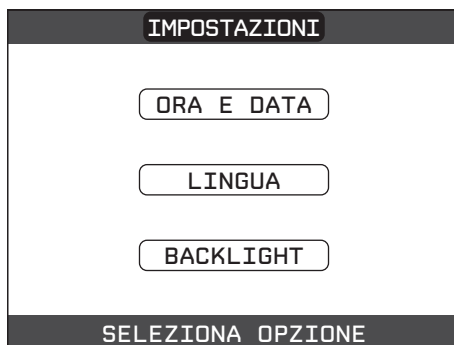 IMPOSTAZIONI
ORA E DATA
LINGUA
BACKLIGHT
SELEZIONA OPZIONE